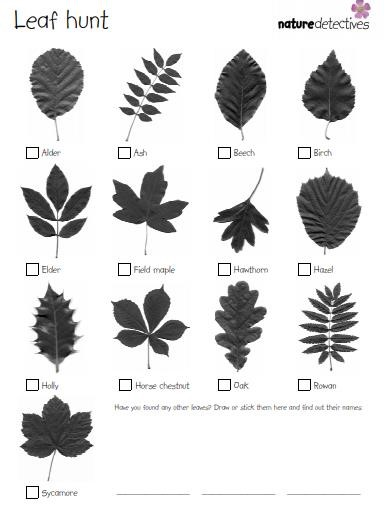 Leaf hunt
naturedetectives
Alder
Ash
Beech
Birch
Elder
Field maple
Hawthorn
Hazel
Holly
Horse chestnut
Oak
Rowan
Have you found any other leaves? Draw or stick them here and find out their names.
Sycamore